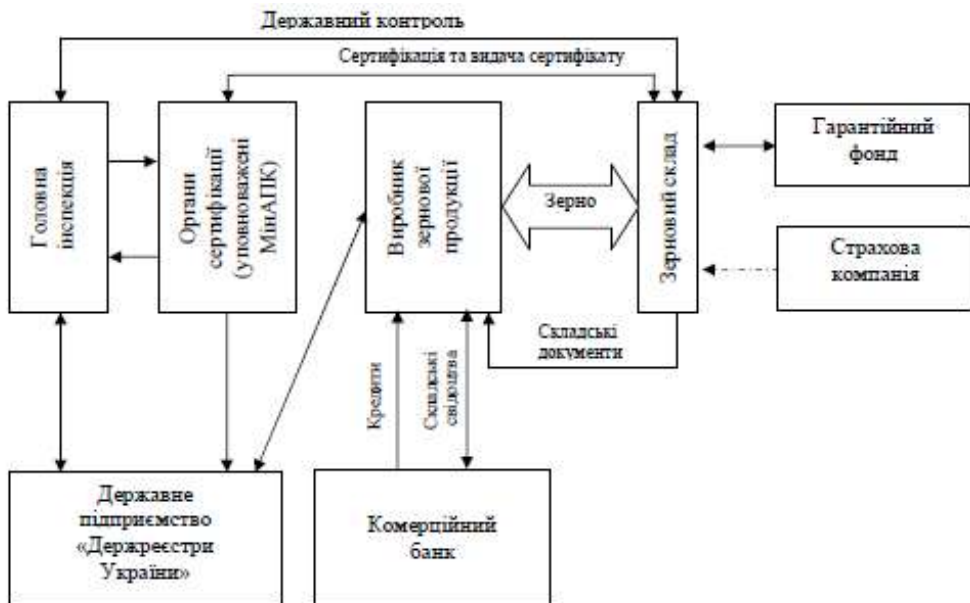 Державний контроль
Сертифікація та видача сертифікату
Головна
інспекція
Органи
сертифікації
(уповноважені
МінАПК)
Виробник
зернової
продукції
Зерно
Зерновий склад
Гарантійний
фонд
Страхова
компанія
Складські
документи
Кредити
Складські
свідоцтва
Державне
підприємство
«Держреєстри
України»
Комерційний
банк